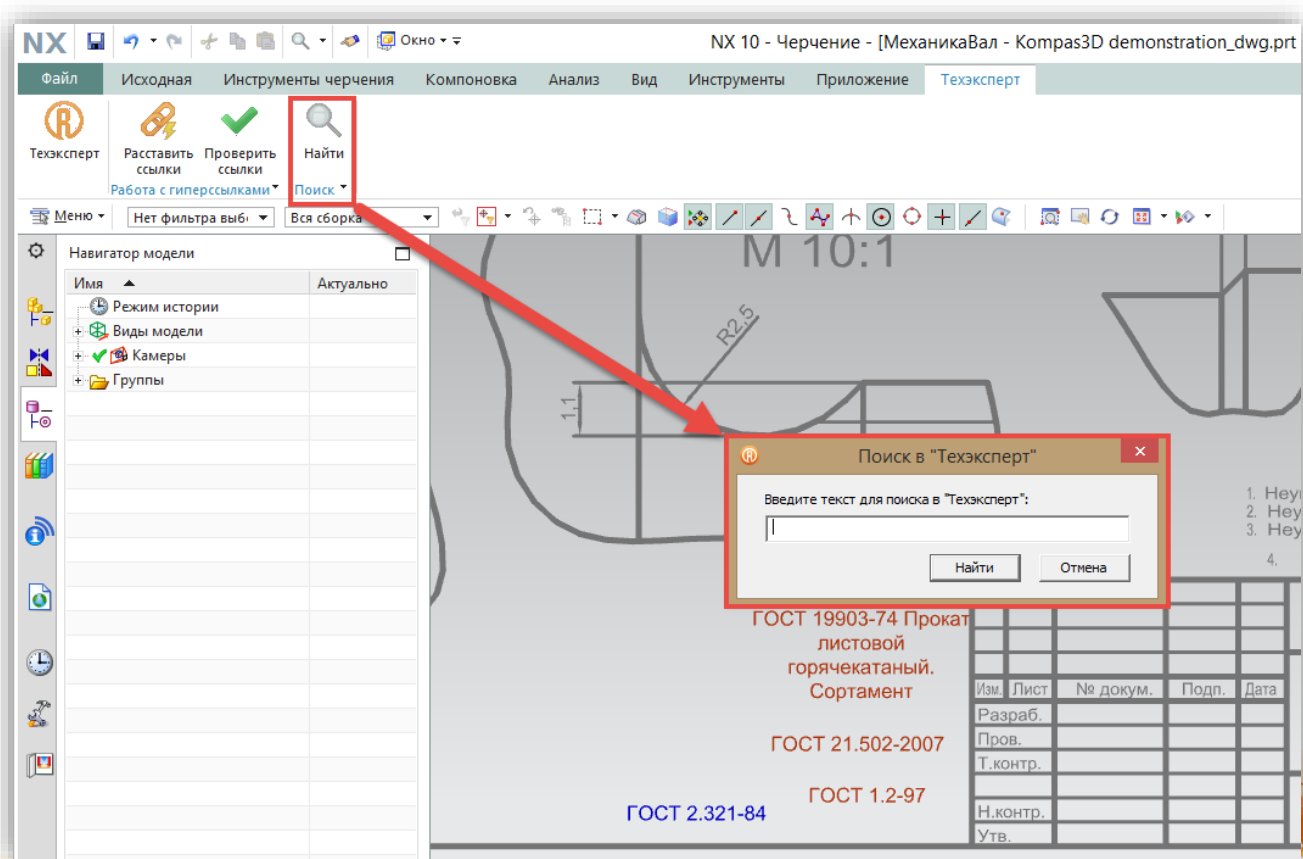 NX
Окно
NX 10 - Черчение - [МеханикаВал - Kompas3D demonstration_dwg.prt
Файл Исходная Инструменты черчения Компоновка Анализ Вид Инструменты Приложение Техэксперт
Техэксперт
Расставить ссылки
Проверить ссылки
Найти
Работа с гиперссылками Поиск
Меню Нет фильтра выбо Вся сборка
Навигатор модели
Имя Актуально
Режим истории
Виды модели
Камеры
Группы
М 10:1
R2,5
1,1
Поиск в "Техэксперт"
Введите текст для поиска в "Техэксперт":
Найти Отмена
1. Неу
2. Неу
3. Неу
4.
ГОСТ 19903-74 Прокат
листовой
горячекатаный.
Сортамент
ГОСТ 21.502-2007
ГОСТ 1.2-97
ГОСТ 2.321-84
Изм. Лист № докум. Подп. Дата
Разраб.
Пров.
Т.контр.
Н.контр.
Утв.